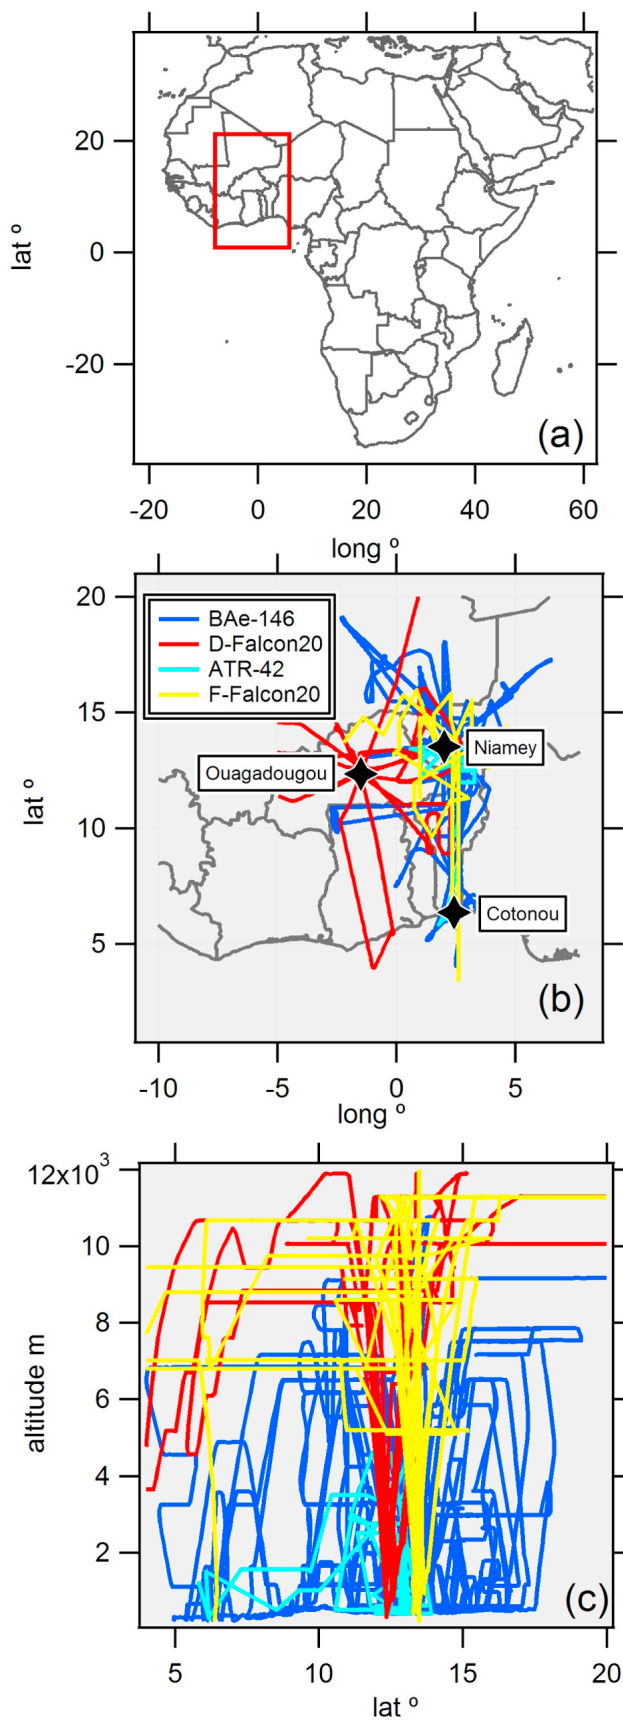 20
0
-20
lat º
(a)
-20
0
20
40
60
long º
20
15
10
5
lat º
BAe-146
D-Falcon20
ATR-42
F-Falcon20
Niamey
Ouagadougou
Cotonou
(b)
-10
-5
0
5
long º
12x10³
10
8
6
4
2
altitude m
(c)
5
10
15
20
lat º